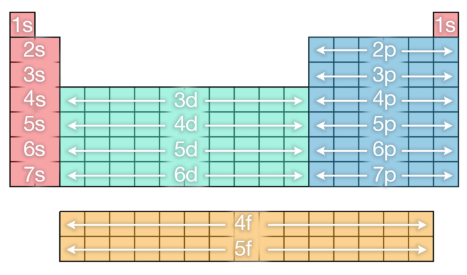 1s 1s
2s 2p
3s 3p
4s 3d 4p
5s 4d 5p
6s 5d 6p
7s 6d 7p
4f
5f